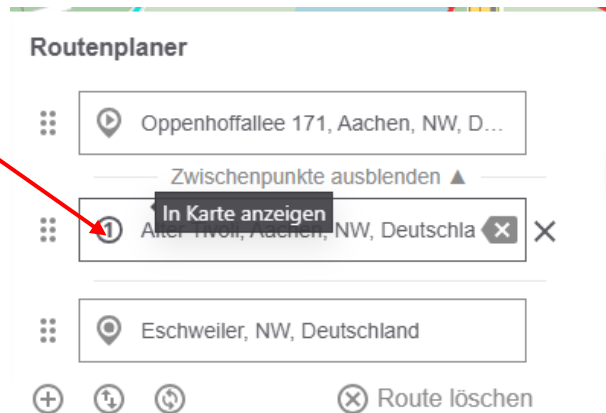 Routenplaner
Oppenhoffallee 171, Aachen, NW, D...
Zwischenpunkte ausblenden ▲
In Karte anzeigen
1 Alter Tivoli, Aachen, NW, Deutschla
Eschweiler, NW, Deutschland
Route löschen